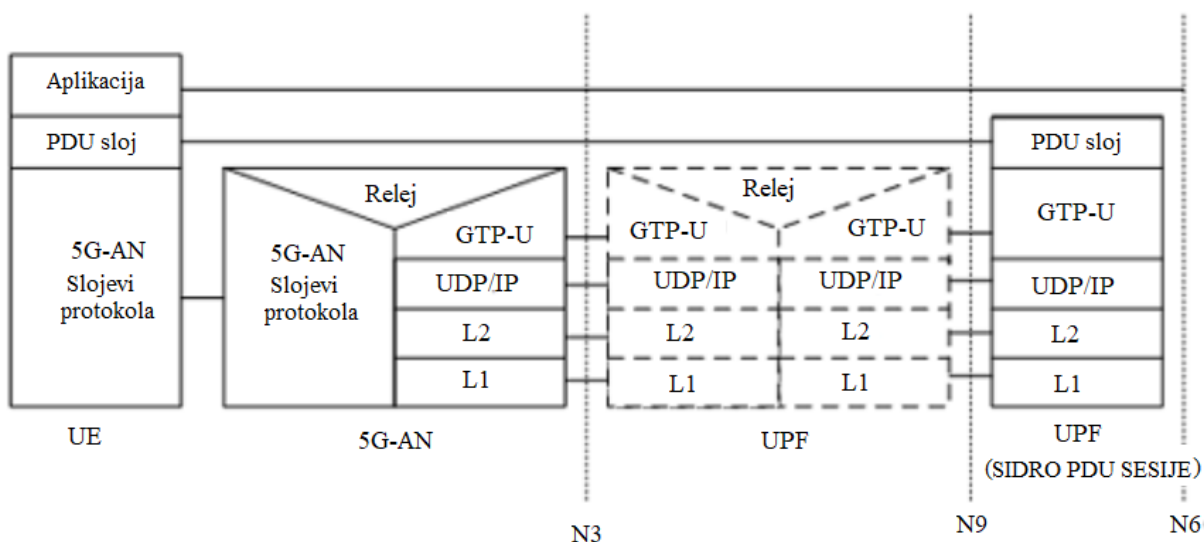 Aplikacija
PDU sloj
PDU sloj
Relej
Relej
5G-AN
Slojevi
protokola
5G-AN
Slojevi
protokola
GTP-U
GTP-U
GTP-U
GTP-U
UDP/IP
UDP/IP
UDP/IP
UDP/IP
L2
L2
L2
L2
L1
L1
L1
L1
UE
5G-AN
UPF
UPF
(SIDRO PDU SESIJE)
N3
N9
N6